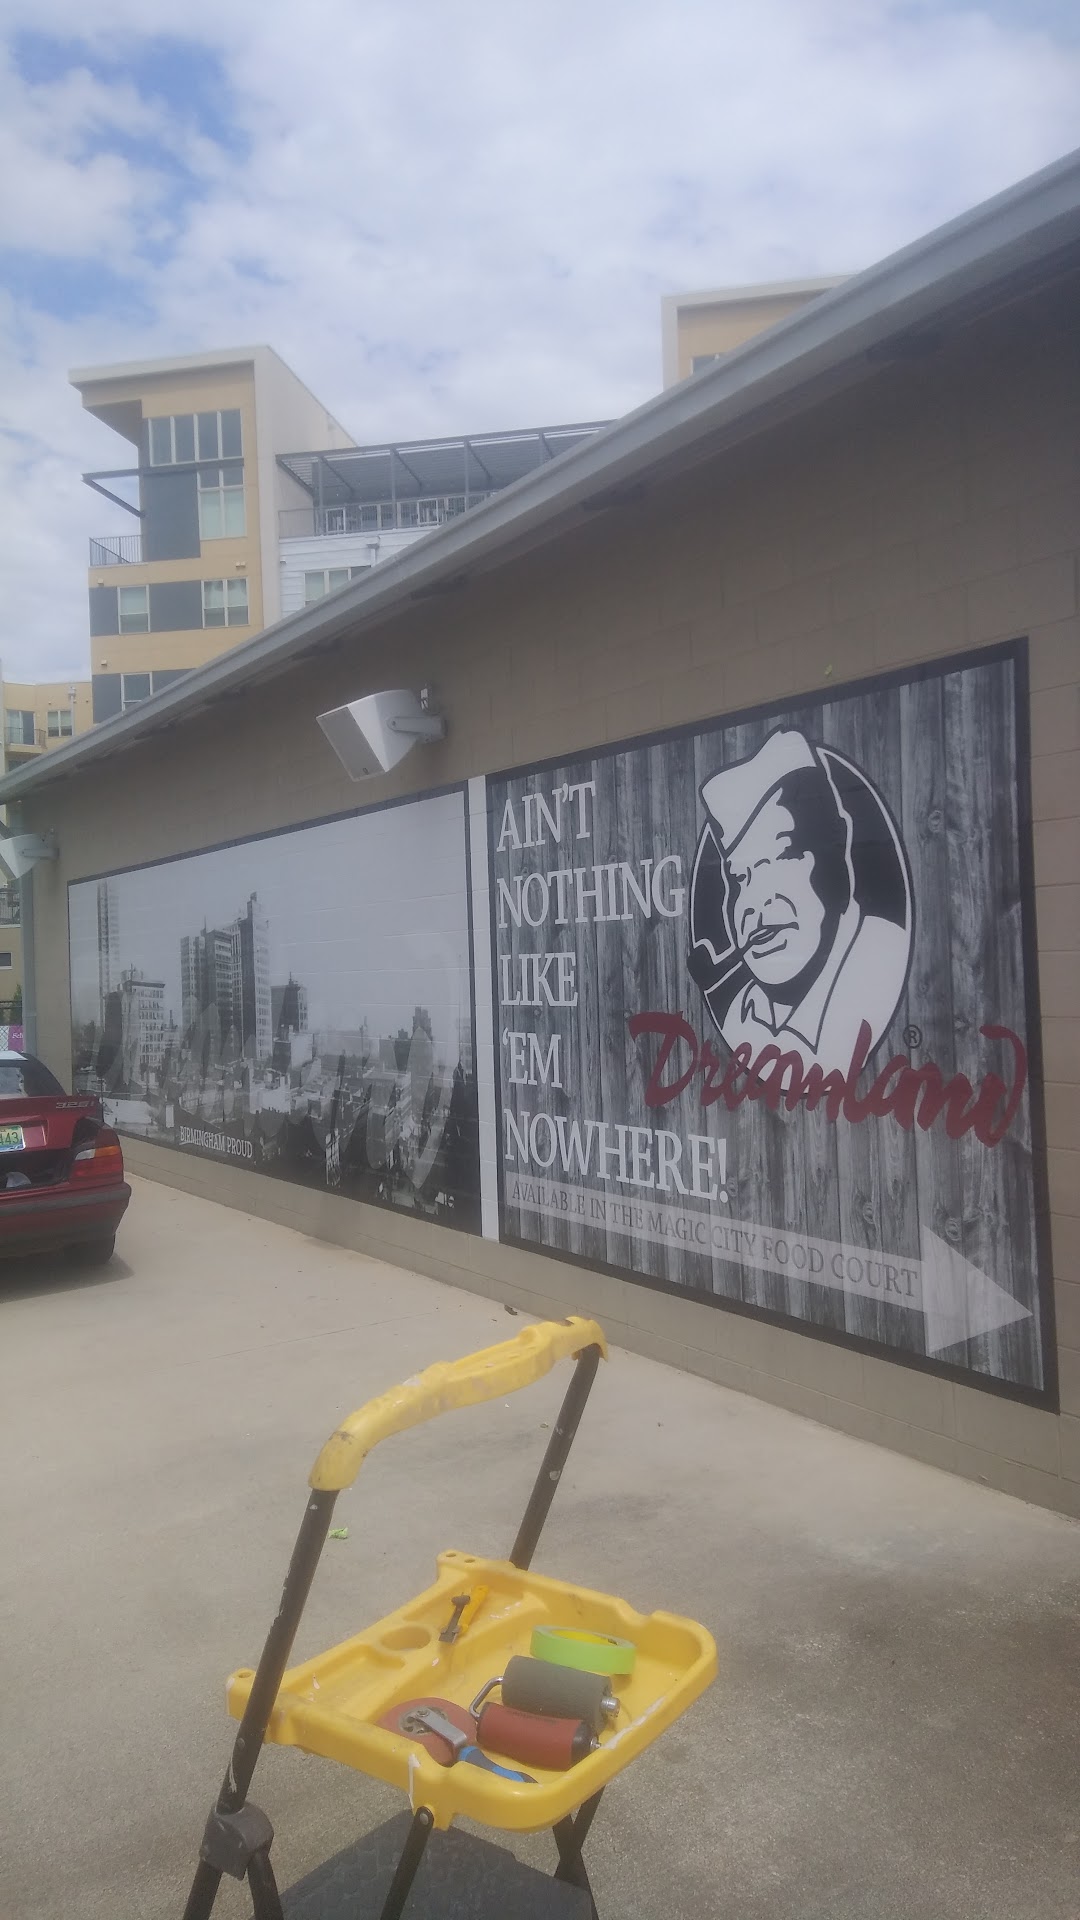 AIN'T
NOTHING
LIKE
'EM
NOWHERE!
Dreamland®
AVAILABLE IN THE MAGIC CITY FOOD COURT
BIRMINGHAM PROUD